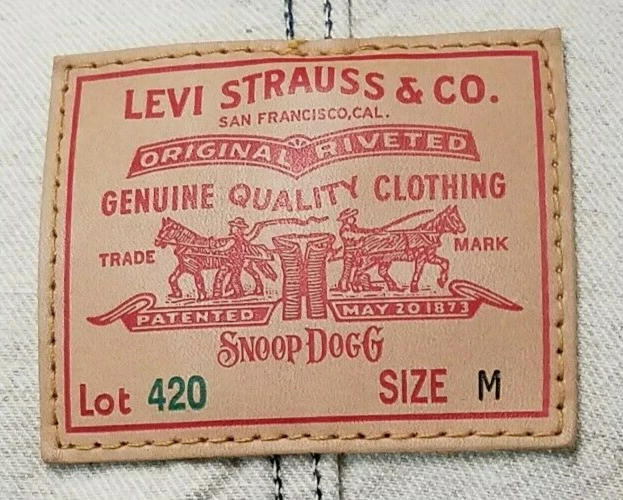 LEVI STRAUSS & CO.
SAN FRANCISCO, CAL.
ORIGINAL RIVETED
GENUINE QUALITY CLOTHING
TRADE MARK
PATENTED MAY 20 1873
SNOOP DOGG
Lot 420 SIZE M